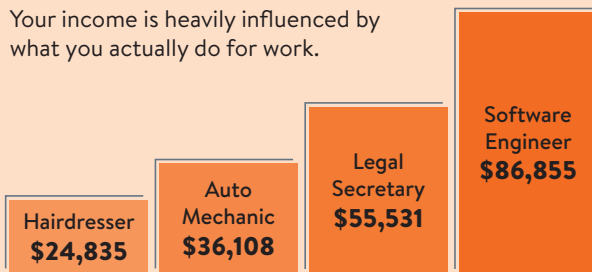 Your income is heavily influenced by
what you actually do for work.
Hairdresser
$24,835
Auto
Mechanic
$36,108
Legal
Secretary
$55,531
Software
Engineer
$86,855